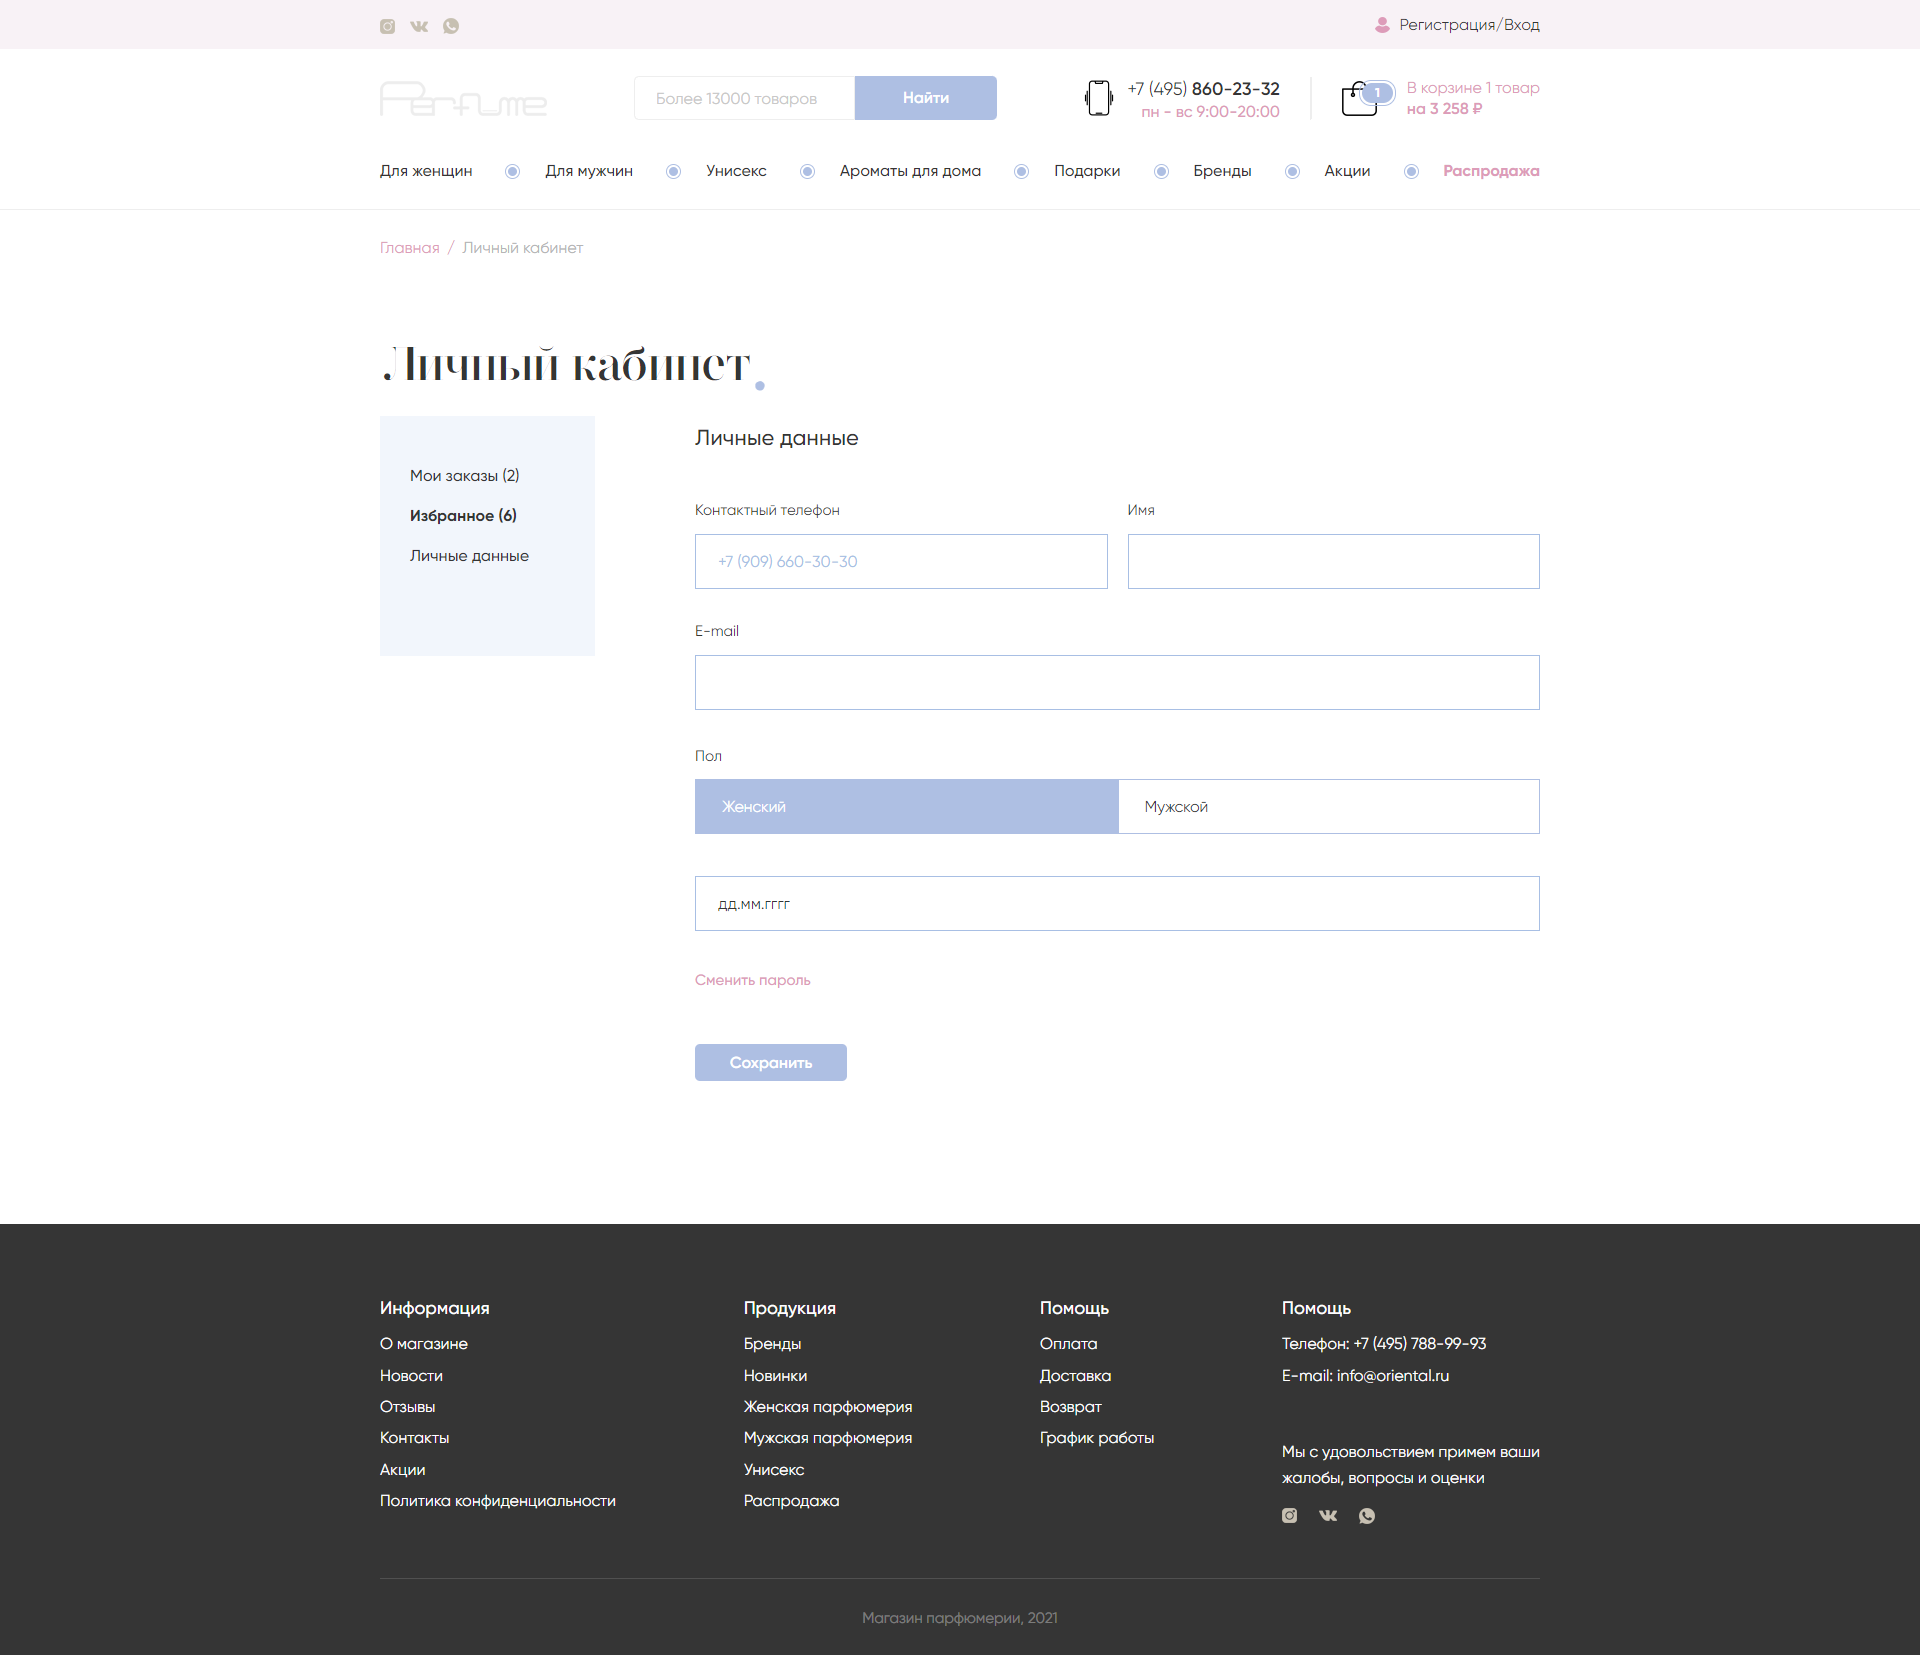 Регистрация/Вход
Perfume
Более 13000 товаров
Найти
+7 (495) 860-23-32
пн - вс 9:00-20:00
1
В корзине 1 товар
на 3 258 ₽
Для женщин
Для мужчин
Унисекс
Ароматы для дома
Подарки
Бренды
Акции
Распродажа
Главная / Личный кабинет
Личный кабинет
Мои заказы (2)
Избранное (6)
Личные данные
Личные данные
Контактный телефон
Имя
+7 (909) 660-30-30
E-mail
Пол
Женский
Мужской
дд.мм.гггг
Сменить пароль
Сохранить
Информация
О магазине
Новости
Отзывы
Контакты
Акции
Политика конфиденциальности
Продукция
Бренды
Новинки
Женская парфюмерия
Мужская парфюмерия
Унисекс
Распродажа
Помощь
Оплата
Доставка
Возврат
График работы
Помощь
Телефон: +7 (495) 788-99-93
E-mail: info@oriental.ru
Мы с удовольствием примем ваши
жалобы, вопросы и оценки
Магазин парфюмерии, 2021